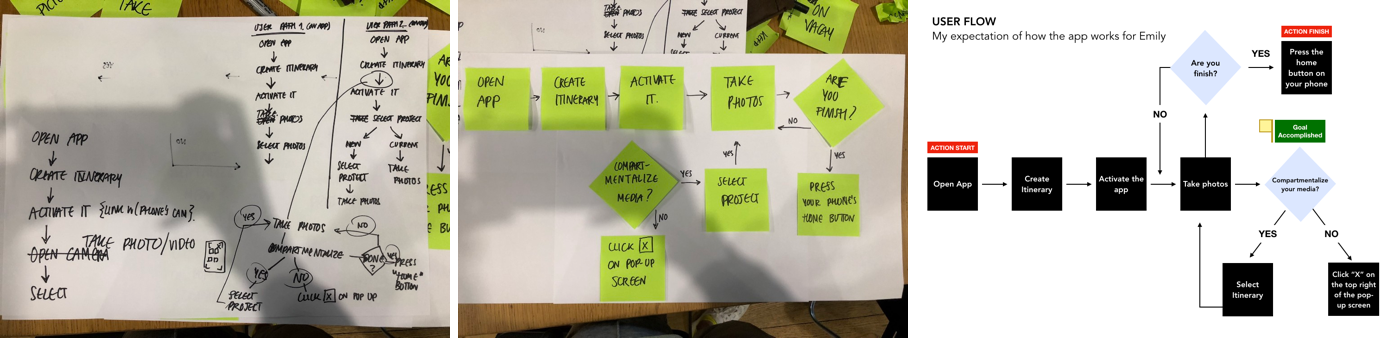 PICTU
TAKE
USER PATH 1 (ON APP)
OPEN APP
CREATE ITINERARY
ACTIVATE IT
TAKE PHOTOS
SELECT PHOTOS
USER PATH 2
OPEN APP
CREATE ITINERARY
ACTIVATE IT
SELECT PROJECT
NEW
CURRENT
SELECT PROJECT
TAKE PHOTOS
TAKE PHOTOS
OPEN APP
CREATE ITINERARY
ACTIVATE IT
TAKE PHOTO/VIDEO
OPEN CAMERA
SELECT
YES
TAKE PHOTOS
NO
COMPARTMENTALIZE
DONE
?
YES
PRESS
"HOME"
BUTTON
YES
NO
SELECT
PROJECT
CLICK X ON POP UP
PHOTOS
SELECT PHOTOS
SELECT PROJECT
NEW
CURRENT
ON
VACAY
OPEN
APP
CREATE
ITINERARY
ACTIVATE
IT.
TAKE
PHOTOS
ARE
YOU
FINISH?
NO
YES
COMPART-
MENTALIZE
MEDIA?
YES
YES
SELECT
PROJECT
PRESS
YOUR PHONE'S
HOME BUTTON
NO
CLICK X
ON POP-UP
SCREEN
USER FLOW
My expectation of how the app works for Emily
ACTION FINISH
Are you
finish?
YES
Press the
home
button on
your phone
NO
Goal
Accomplished
ACTION START
Open App
Create
Itinerary
Activate the
app
Take photos
Compartmentalize
your media?
YES
NO
Select
Itinerary
Click "X" on
the top right
of the pop-
up screen